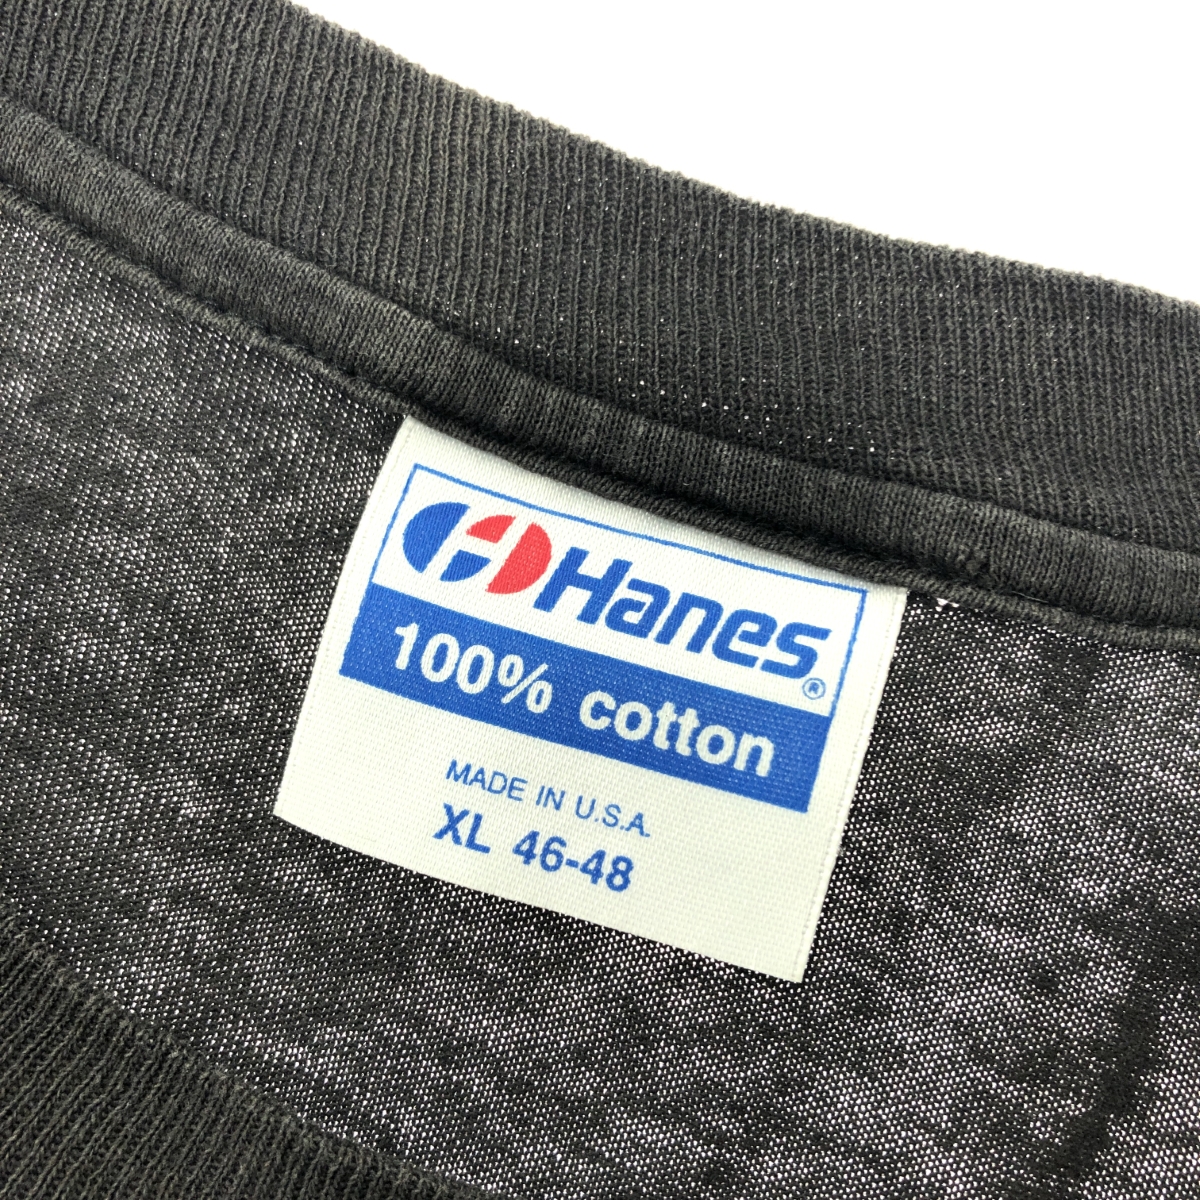 Hanes®
100% cotton
MADE IN U.S.A.
XL 46-48